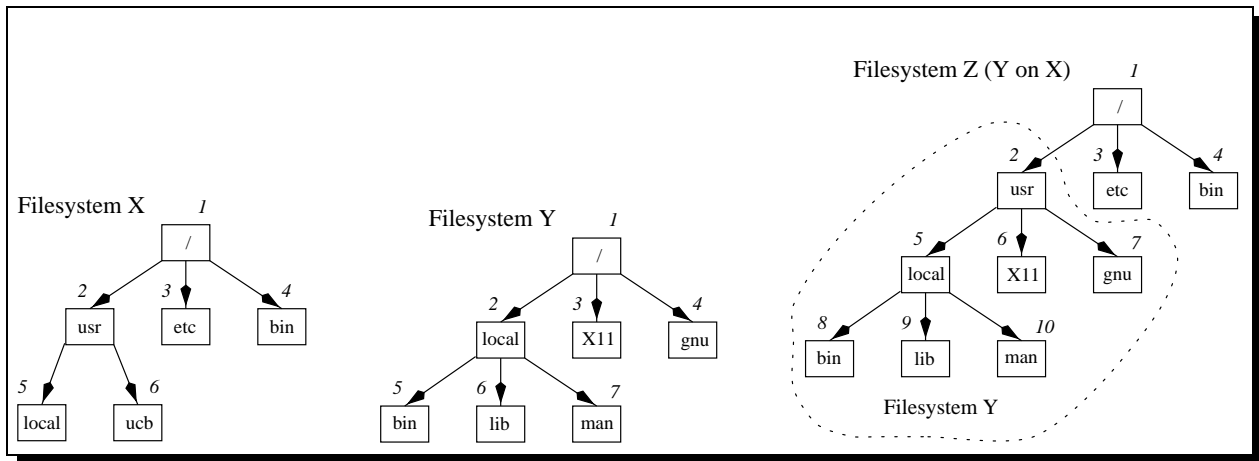 Filesystem X
1
/
2
3
4
usr
etc
bin
5
6
local
ucb
Filesystem Y
1
/
2
3
4
local
X11
gnu
5
6
7
bin
lib
man
Filesystem Z (Y on X)
1
/
2
3
4
usr
etc
bin
5
6
7
local
X11
gnu
8
9
10
bin
lib
man
Filesystem Y